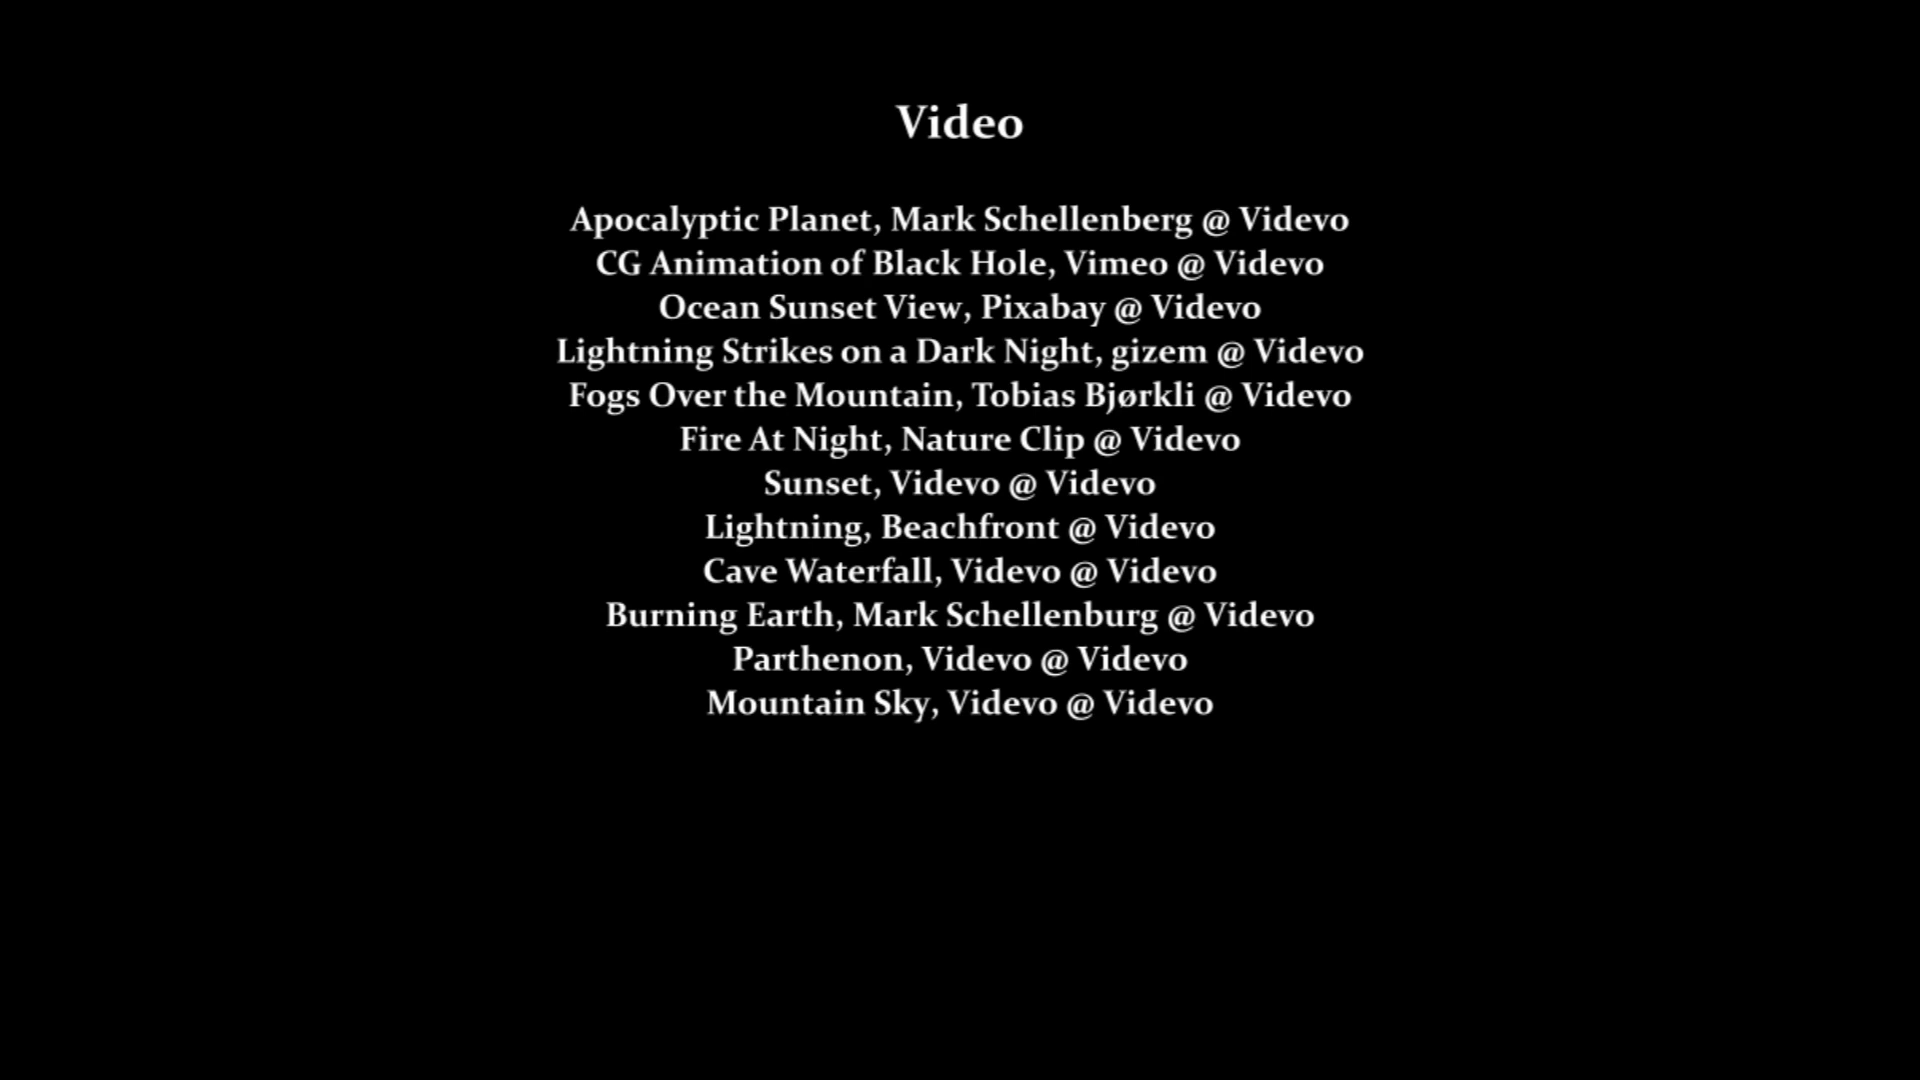 Video
Apocalyptic Planet, Mark Schellenberg @ Videvo
CG Animation of Black Hole, Vimeo @ Videvo
Ocean Sunset View, Pixabay @ Videvo
Lightning Strikes on a Dark Night, gizem @ Videvo
Fogs Over the Mountain, Tobias Bjørkli @ Videvo
Fire At Night, Nature Clip @ Videvo
Sunset, Videvo @ Videvo
Lightning, Beachfront @ Videvo
Cave Waterfall, Videvo @ Videvo
Burning Earth, Mark Schellenburg @ Videvo
Parthenon, Videvo @ Videvo
Mountain Sky, Videvo @ Videvo